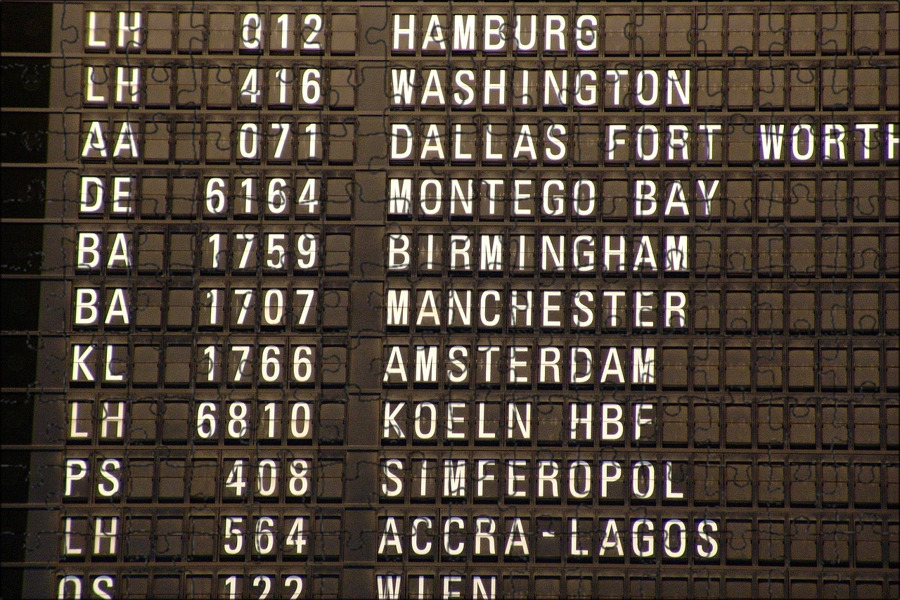 LH 012 HAMBURG
LH 416 WASHINGTON
AA 071 DALLAS FORT WORTH
DE 6164 MONTEGO BAY
BA 1759 BIRMINGHAM
BA 1707 MANCHESTER
KL 1766 AMSTERDAM
LH 6810 KOELN HBF
PS 408 SIMFEROPOL
LH 564 ACCRA-LAGOS
OS 122 WIEN